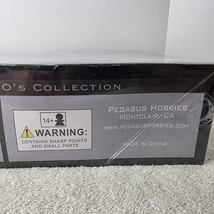 O's Collection
14+
WARNING:
CONTAINS SHARP POINTS
AND SMALL PARTS
Pegasus Hobbies
Montclair, CA
www.pegasushobbies.com
Made in China